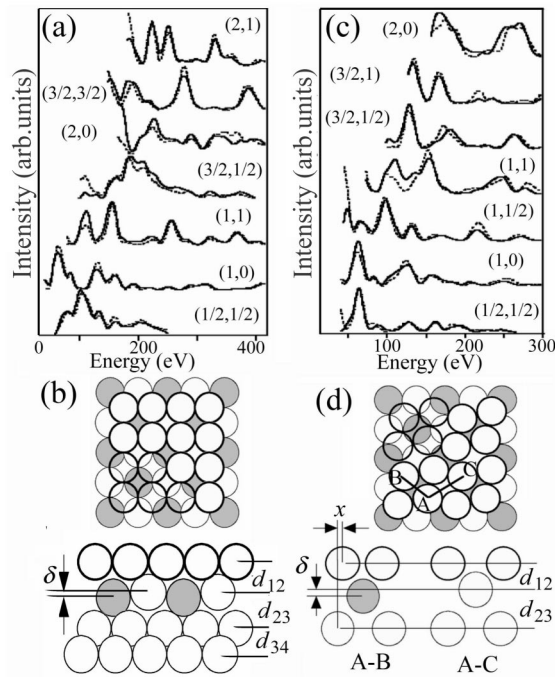 (a)
(2,1)
(3/2,3/2)
(2,0)
(3/2,1/2)
(1,1)
(1,0)
(1/2,1/2)
Intensity (arb.units)
0
200
400
Energy (eV)
(c)
(2,0)
(3/2,1)
(3/2,1/2)
(1,1)
(1,1/2)
(1,0)
(1/2,1/2)
Intensity (arb.units)
100
200
300
Energy (eV)
(b)
δ
d12
d23
d34
(d)
B
C
A
x
δ
d12
d23
A-B
A-C